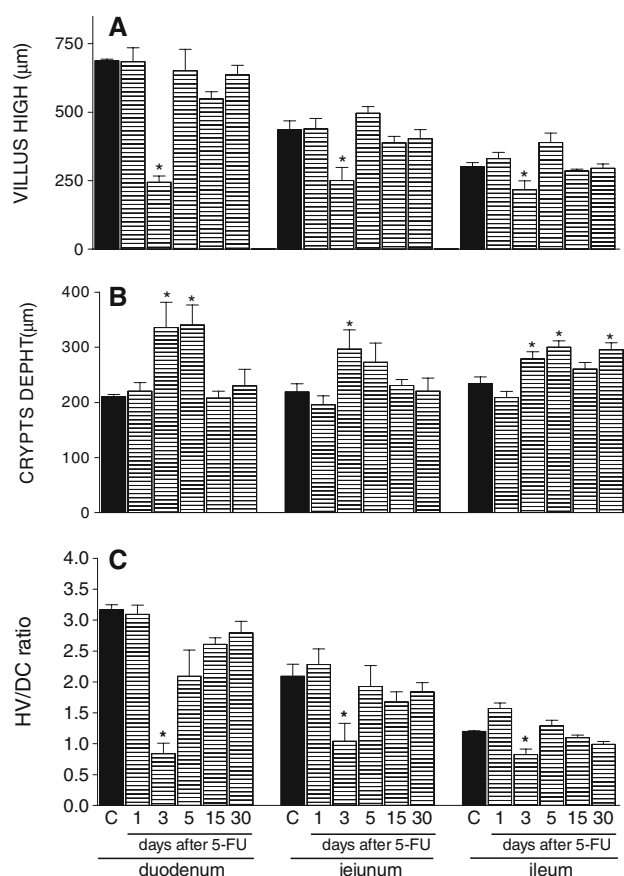 A
VILLUS HIGH (μm)
750
500
250
0
* * *
B
CRYPTS DEPHT(μm)
400
300
200
100
0
* * * * * *
C
HV/DC ratio
4.0
3.5
3.0
2.5
2.0
1.5
1.0
0.5
0.0
* * *
C 1 3 5 15 30 C 1 3 5 15 30 C 1 3 5 15 30
days after 5-FU days after 5-FU days after 5-FU
duodenum jejunum ileum